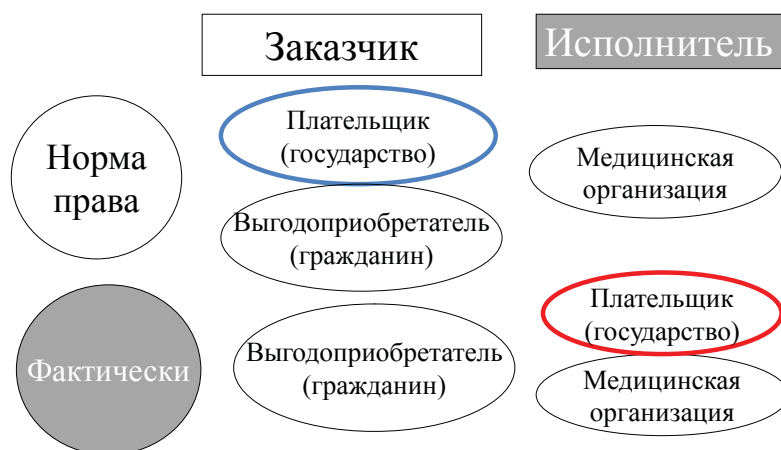 Заказчик
Исполнитель
Норма
права
Плательщик
(государство)
Выгодоприобретатель
(гражданин)
Медицинская
организация
Фактически
Выгодоприобретатель
(гражданин)
Плательщик
(государство)
Медицинская
организация